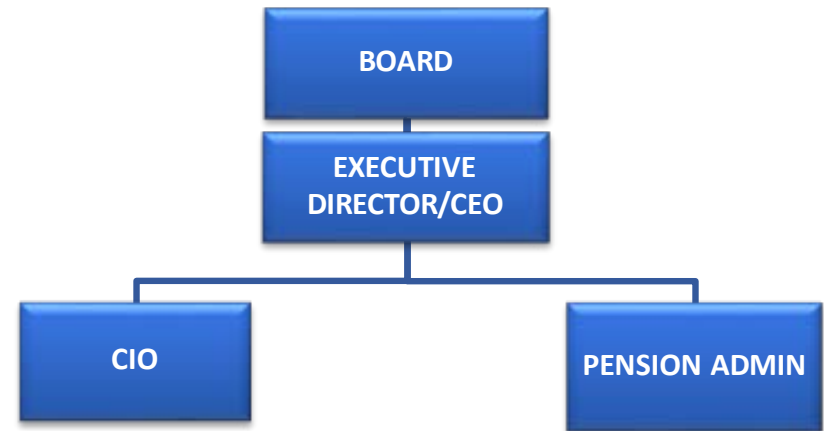 BOARD
EXECUTIVE
DIRECTOR/CEO
CIO
PENSION ADMIN